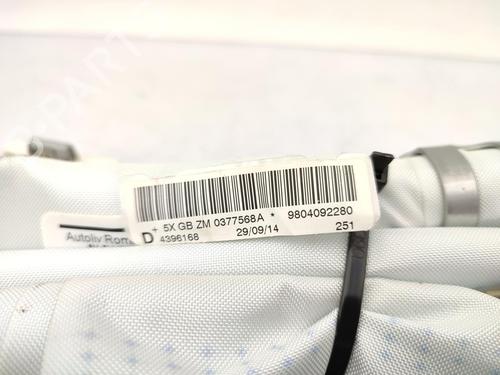 + 5X GB ZM 0377568A * 9804092280
D 4396168 29/09/14 251
Autoliv Rom